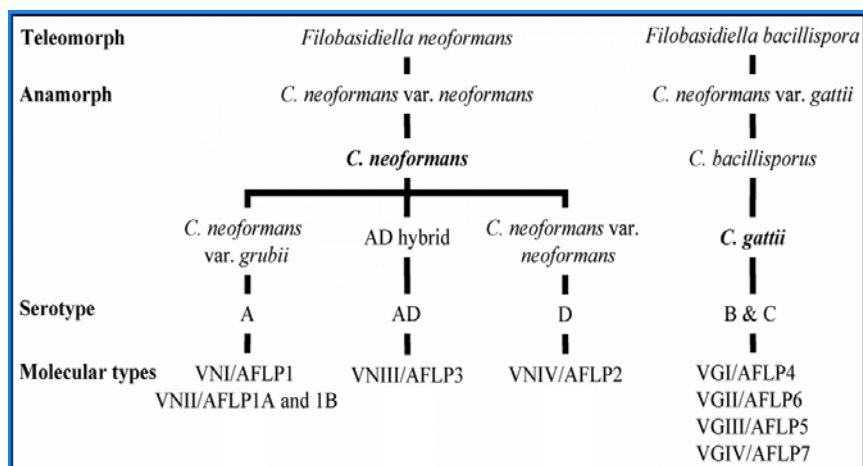 Teleomorph Filobasidiella neoformans Filobasidiella bacillispora
Anamorph C. neoformans var. neoformans C. neoformans var. gattii
C. neoformans C. bacillisporus
C. neoformans var. grubii AD hybrid C. neoformans var. neoformans C. gattii
Serotype A AD D B & C
Molecular types VNI/AFLP1 VNIII/AFLP3 VNIV/AFLP2 VGI/AFLP4
VNII/AFLP1A and 1B VGII/AFLP6
VGIII/AFLP5
VGIV/AFLP7